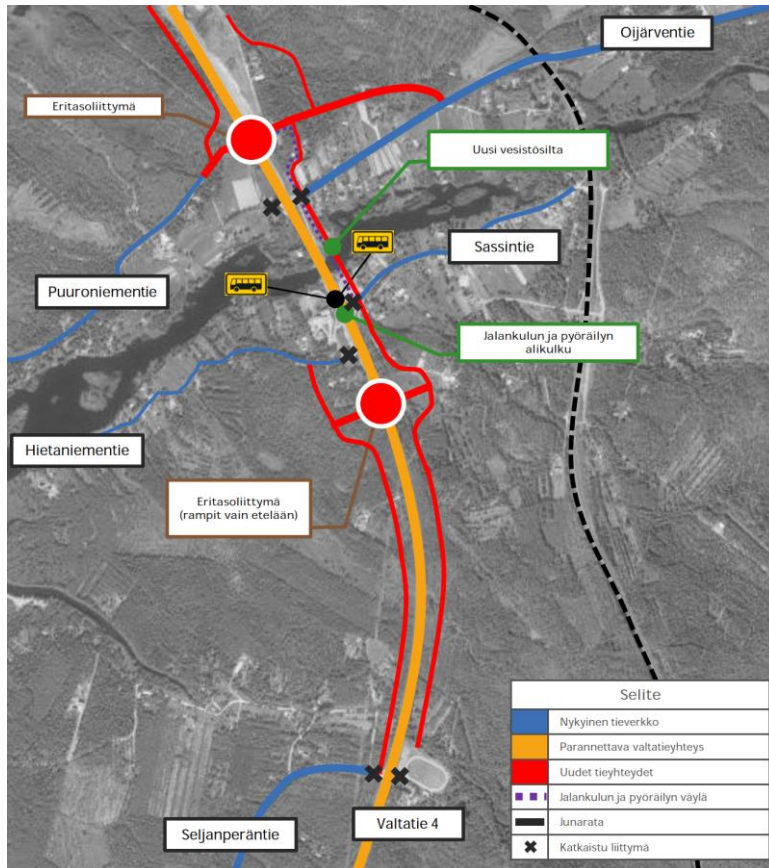 Oijärventie
Eritasoliittymä
Uusi vesistösilta
Sassintie
Puuroniementie
Jalankulun ja pyöräilyn
alikulku
Hietaniementie
Eritasoliittymä
(rampit vain etelään)
Seljanperäntie
Valtatie 4
Selite
Nykyinen tieverkko
Parannettava valtatieyhteys
Uudet tieyhteydet
Jalankulun ja pyöräilyn väylä
Junarata
Katkaistu liittymä